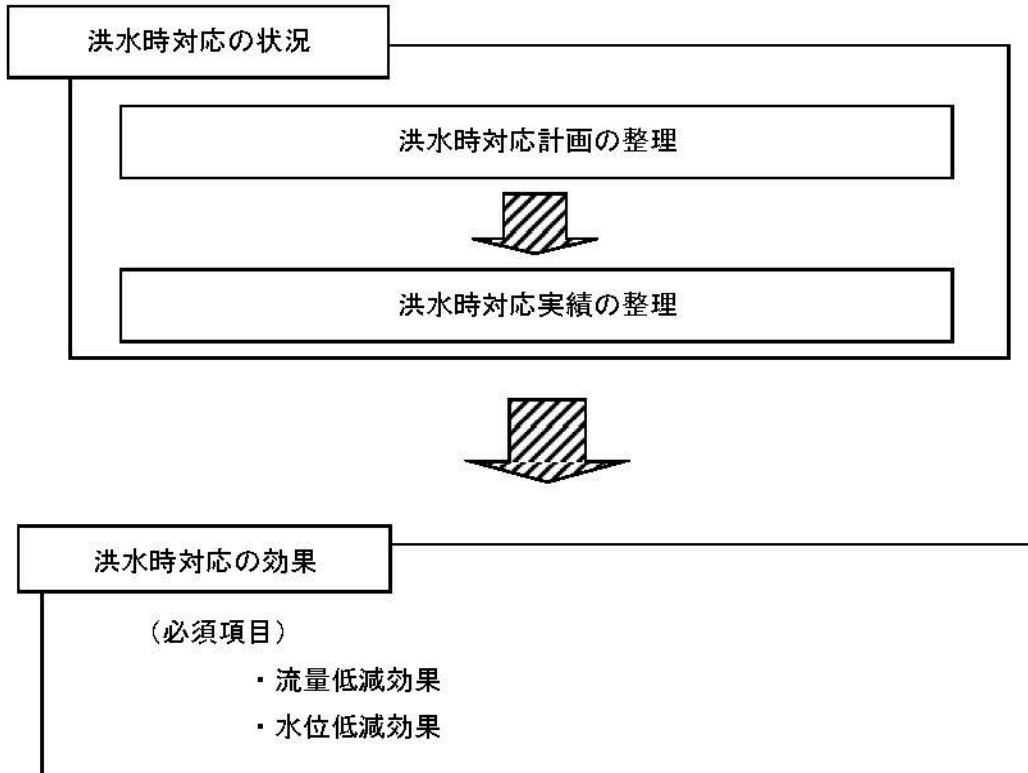 洪水時対応の状況
洪水時対応計画の整理
洪水時対応実績の整理
洪水時対応の効果
（必須項目）
・流量低減効果
・水位低減効果